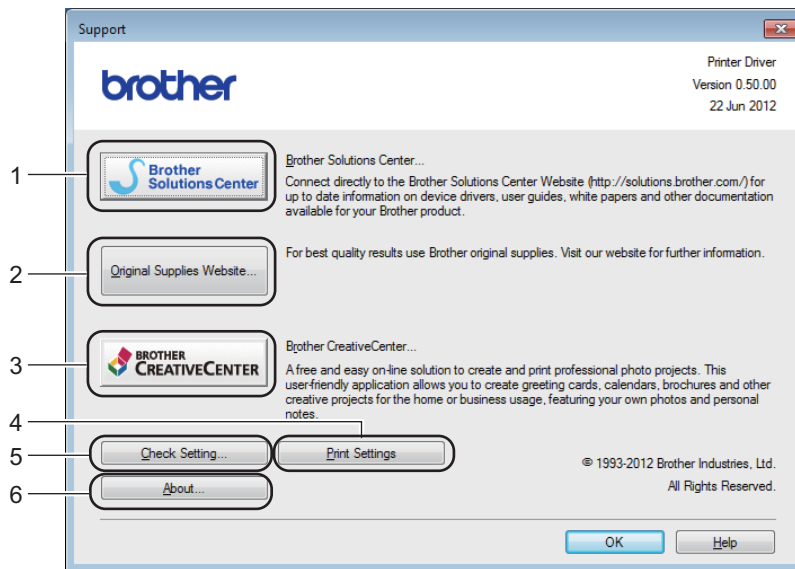 Support
brother
Printer Driver
Version 0.50.00
22 Jun 2012
1
Brother
Solutions Center
Brother Solutions Center...
Connect directly to the Brother Solutions Center Website (http://solutions.brother.com/) for
up to date information on device drivers, user guides, white papers and other documentation
available for your Brother product.
2
Original Supplies Website...
For best quality results use Brother original supplies. Visit our website for further information.
3
BROTHER
CREATIVECENTER
Brother CreativeCenter...
A free and easy on-line solution to create and print professional photo projects. This
user-friendly application allows you to create greeting cards, calendars, brochures and other
creative projects for the home or business usage, featuring your own photos and personal
notes.
4
5
Check Setting...
Print Settings
© 1993-2012 Brother Industries, Ltd.
6
About...
All Rights Reserved.
OK
Help